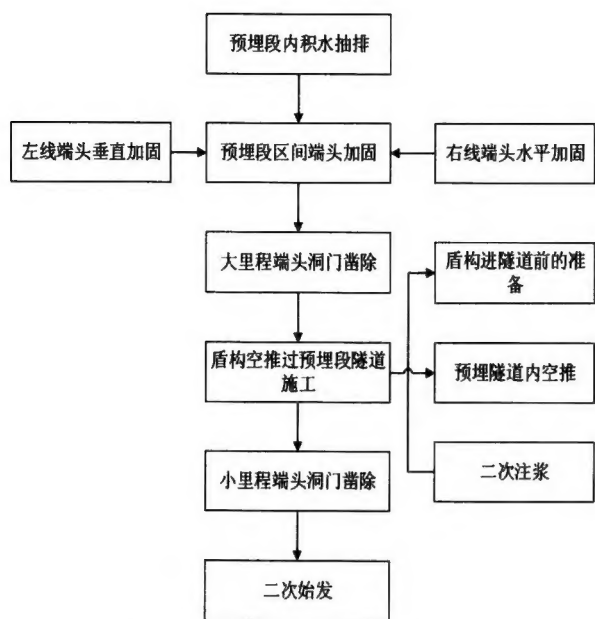 预埋段内积水抽排
左线端头垂直加固
预埋段区间端头加固
右线端头水平加固
大里程端头洞门凿除
盾构进隧道前的准
备
盾构空推过预埋段隧道
施工
预埋隧道内空推
小里程端头洞门凿除
二次注浆
二次始发